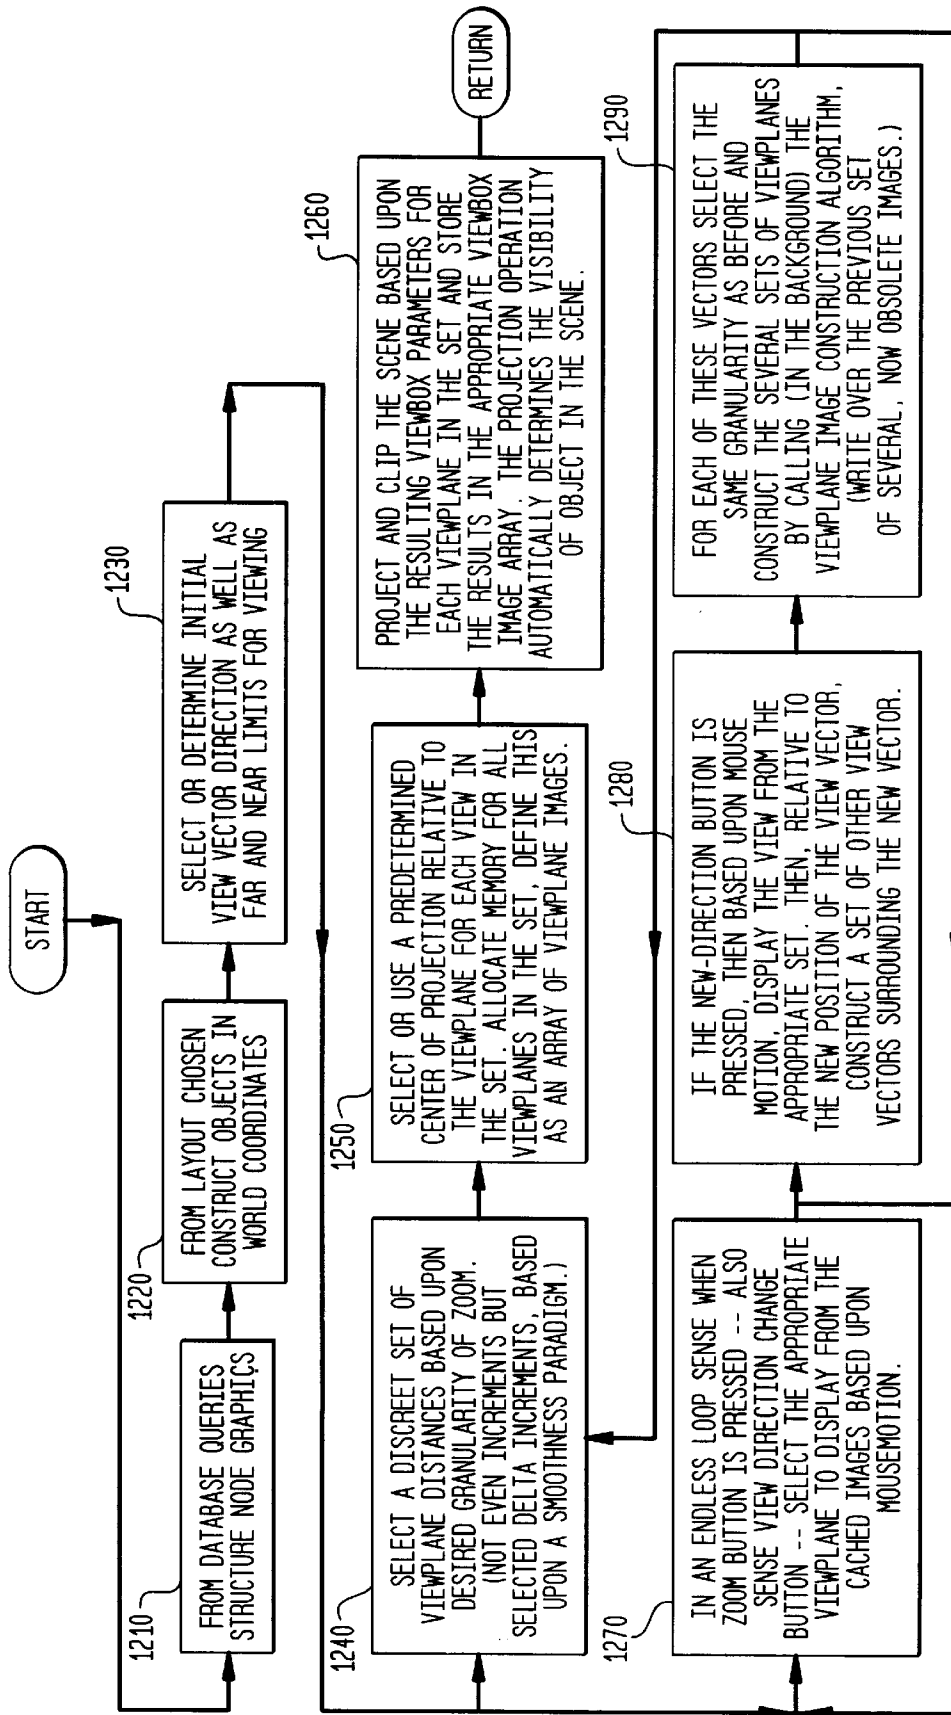 START
1210
FROM DATABASE QUERIES
STRUCTURE NODE GRAPHICS
1220
FROM LAYOUT CHOSEN
CONSTRUCT OBJECTS IN
WORLD COORDINATES
1230
SELECT OR DETERMINE INITIAL
VIEW VECTOR DIRECTION AS WELL AS
FAR AND NEAR LIMITS FOR VIEWING
1240
SELECT A DISCREET SET OF
VIEWPLANE DISTANCES BASED UPON
DESIRED GRANULARITY OF ZOOM.
(NOT EVEN INCREMENTS BUT
SELECTED DELTA INCREMENTS, BASED
UPON A SMOOTHNESS PARADIGM.)
1250
SELECT OR USE A PREDETERMINED
CENTER OF PROJECTION RELATIVE TO
THE VIEWPLANE FOR EACH VIEW IN
THE SET. ALLOCATE MEMORY FOR ALL
VIEWPLANES IN THE SET, DEFINE THIS
AS AN ARRAY OF VIEWPLANE IMAGES.
1260
PROJECT AND CLIP THE SCENE BASED UPON
THE RESULTING VIEWBOX PARAMETERS FOR
EACH VIEWPLANE IN THE SET AND STORE
THE RESULTS IN THE APPROPRIATE VIEWBOX
IMAGE ARRAY. THE PROJECTION OPERATION
AUTOMATICALLY DETERMINES THE VISIBILITY
OF OBJECT IN THE SCENE.
RETURN
1270
IN AN ENDLESS LOOP SENSE WHEN
ZOOM BUTTON IS PRESSED -- ALSO
SENSE VIEW DIRECTION CHANGE
BUTTON -- SELECT THE APPROPRIATE
VIEWPLANE TO DISPLAY FROM THE
CACHED IMAGES BASED UPON
MOUSEMOTION.
1280
IF THE NEW-DIRECTION BUTTON IS
PRESSED, THEN BASED UPON MOUSE
MOTION, DISPLAY THE VIEW FROM THE
APPROPRIATE SET. THEN, RELATIVE TO
THE NEW POSITION OF THE VIEW VECTOR,
CONSTRUCT A SET OF OTHER VIEW
VECTORS SURROUNDING THE NEW VECTOR.
1290
FOR EACH OF THESE VECTORS SELECT THE
SAME GRANULARITY AS BEFORE AND
CONSTRUCT THE SEVERAL SETS OF VIEWPLANES
BY CALLING (IN THE BACKGROUND) THE
VIEWPLANE IMAGE CONSTRUCTION ALGORITHM,
(WRITE OVER THE PREVIOUS SET
OF SEVERAL, NOW OBSOLETE IMAGES.)